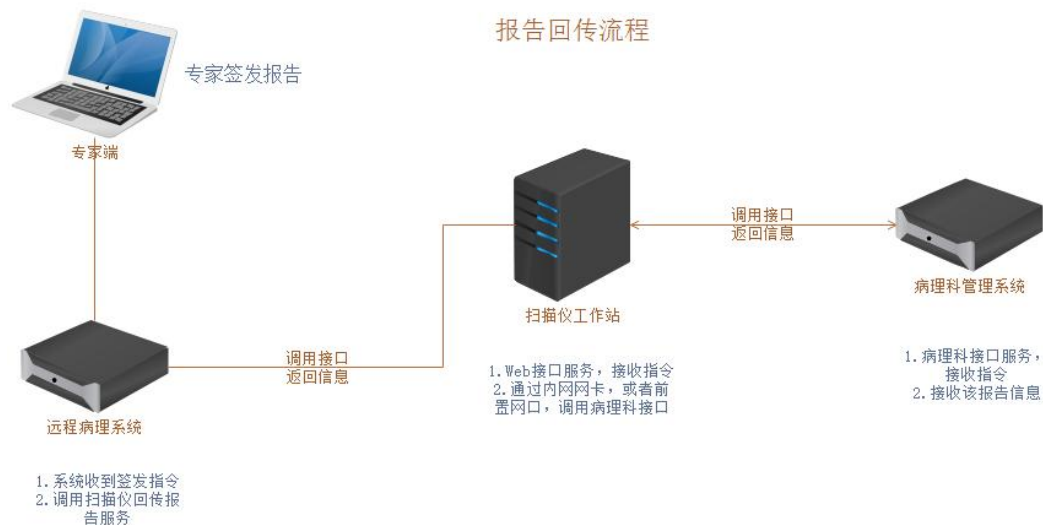 报告回传流程
专家签发报告
专家端
调用接口
返回信息
病理科管理系统
扫描仪工作站
调用接口
返回信息
1.Web接口服务，接收指令
2.通过内网网卡，或者前
置网口，调用病理科接口
1.病理科接口服务，
接收指令
2.接收该报告信息
远程病理系统
1.系统收到签发指令
2.调用扫描仪回传报
告服务